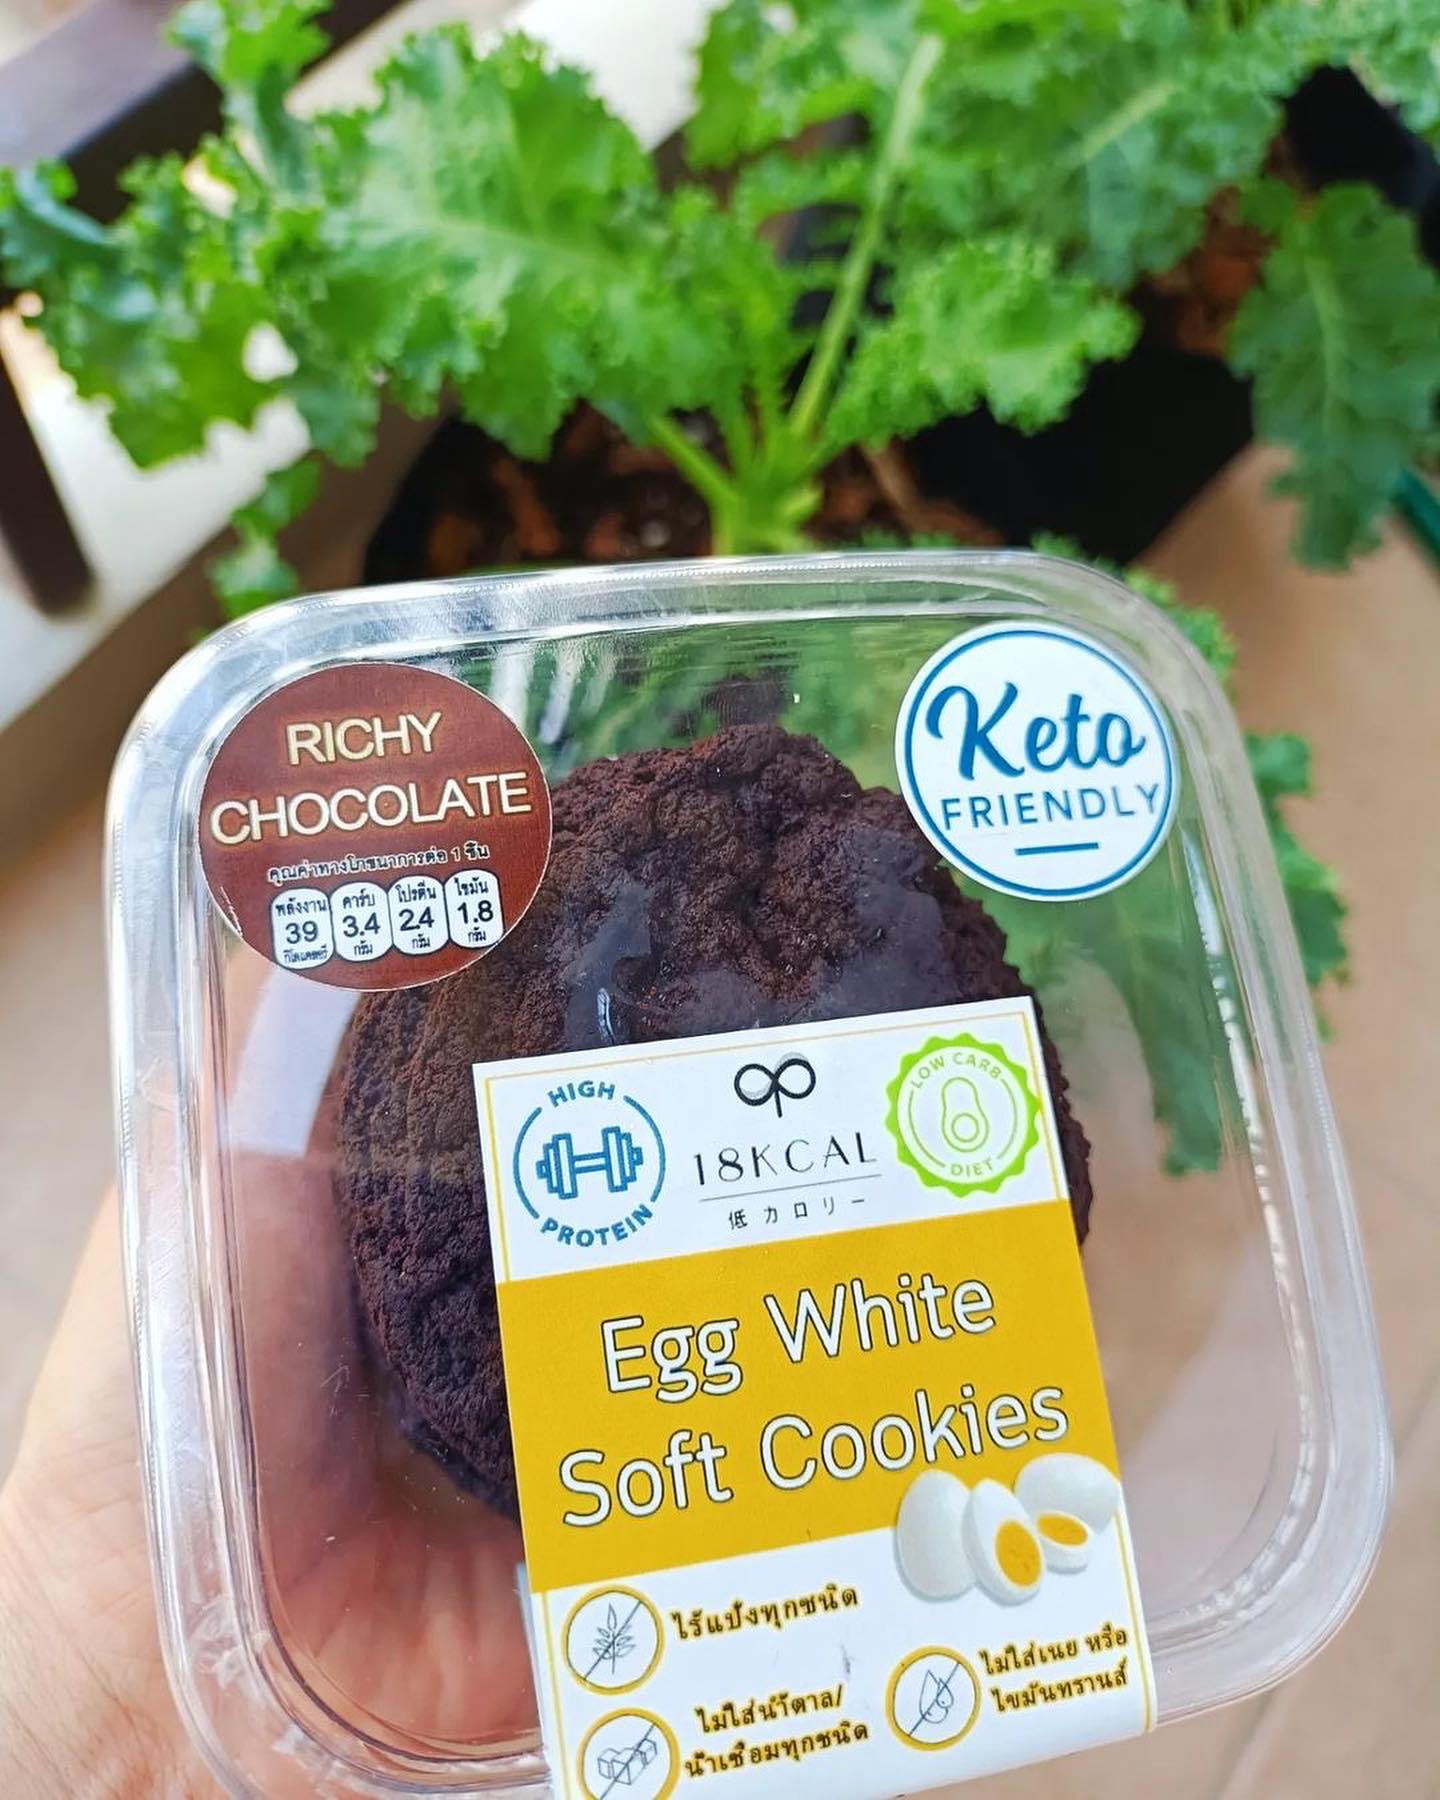 RICHY
CHOCOLATE
คุณค่าทางโภชนาการต่อ 1 ชิ้น
พลังงาน คาร์บ โปรตีน ไขมัน
39 3.4 2.4 1.8
กิโลแคลอรี กรัม กรัม กรัม
Keto
FRIENDLY
HIGH
PROTEIN
18KCAL
低カロリー
LOW CARB
DIET
Egg White
Soft Cookies
ไร้แป้งทุกชนิด
ไม่ใส่น้ำตาล/
น้ำเชื่อมทุกชนิด
ไม่ใส่เนย หรือ
ไขมันทรานส์